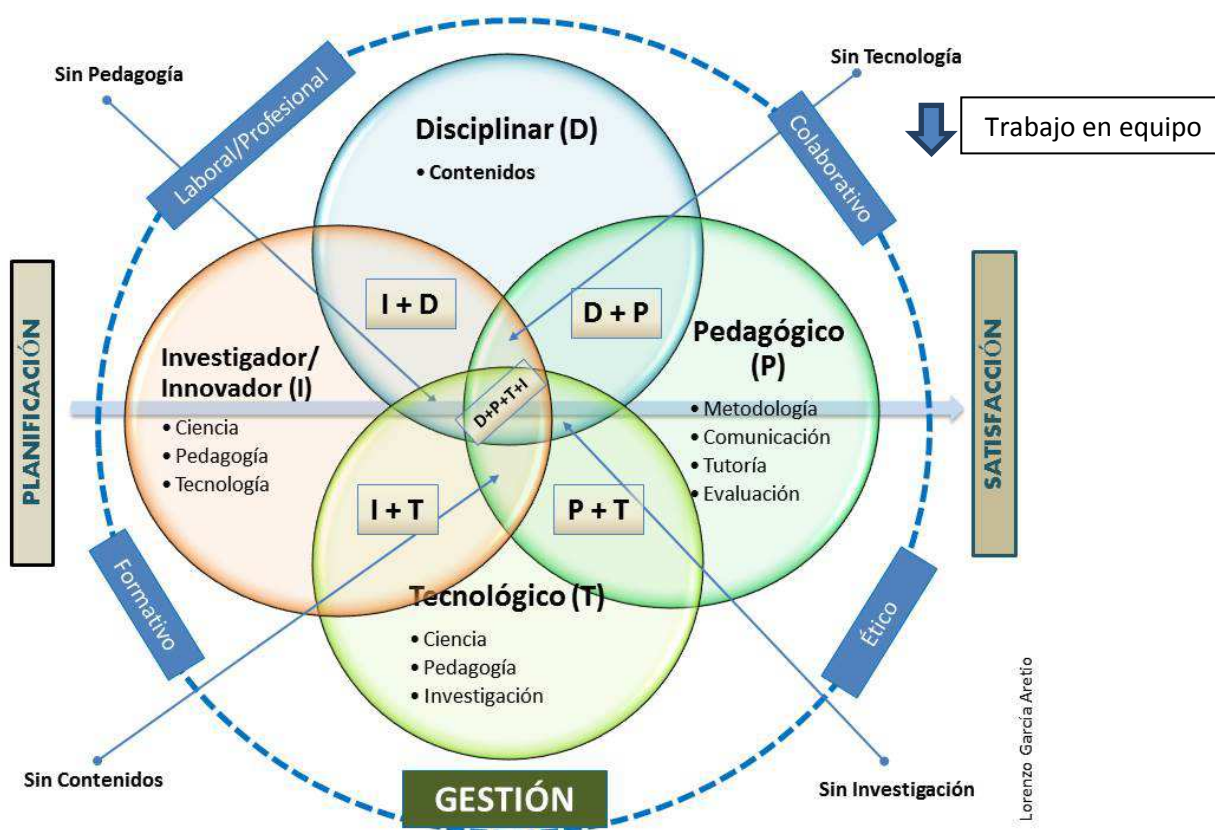 Sin Pedagogía
Sin Tecnología
Laboral/Profesional
Colaborativo
Trabajo en equipo
Disciplinar (D)
• Contenidos
I + D
D + P
PLANIFICACIÓN
Investigador/
Innovador (I)
• Ciencia
• Pedagogía
• Tecnología
D+P+T+I
Pedagógico
(P)
• Metodología
• Comunicación
• Tutoría
• Evaluación
SATISFACCIÓN
I + T
P + T
Formativo
Tecnológico (T)
• Ciencia
• Pedagogía
• Investigación
Ético
Sin Contenidos
GESTIÓN
Sin Investigación
Lorenzo García Aretio